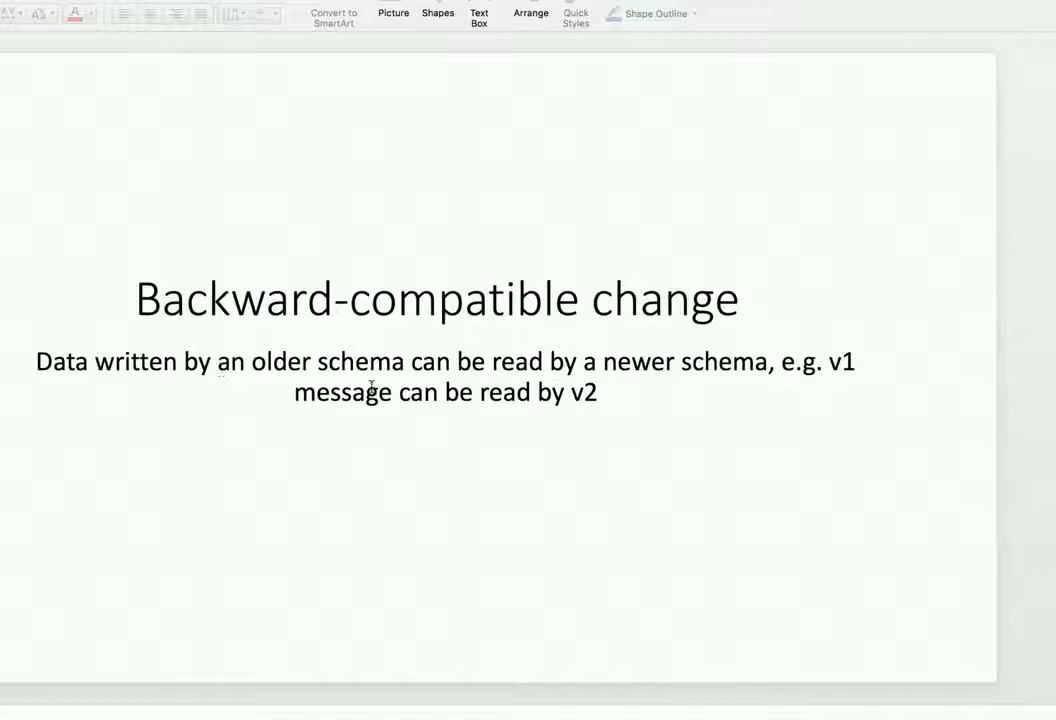 Convert to
SmartArt
Picture
Shapes
Text
Box
Arrange
Quick
Styles
Shape Outline
Backward-compatible change
Data written by an older schema can be read by a newer schema, e.g. v1
message can be read by v2